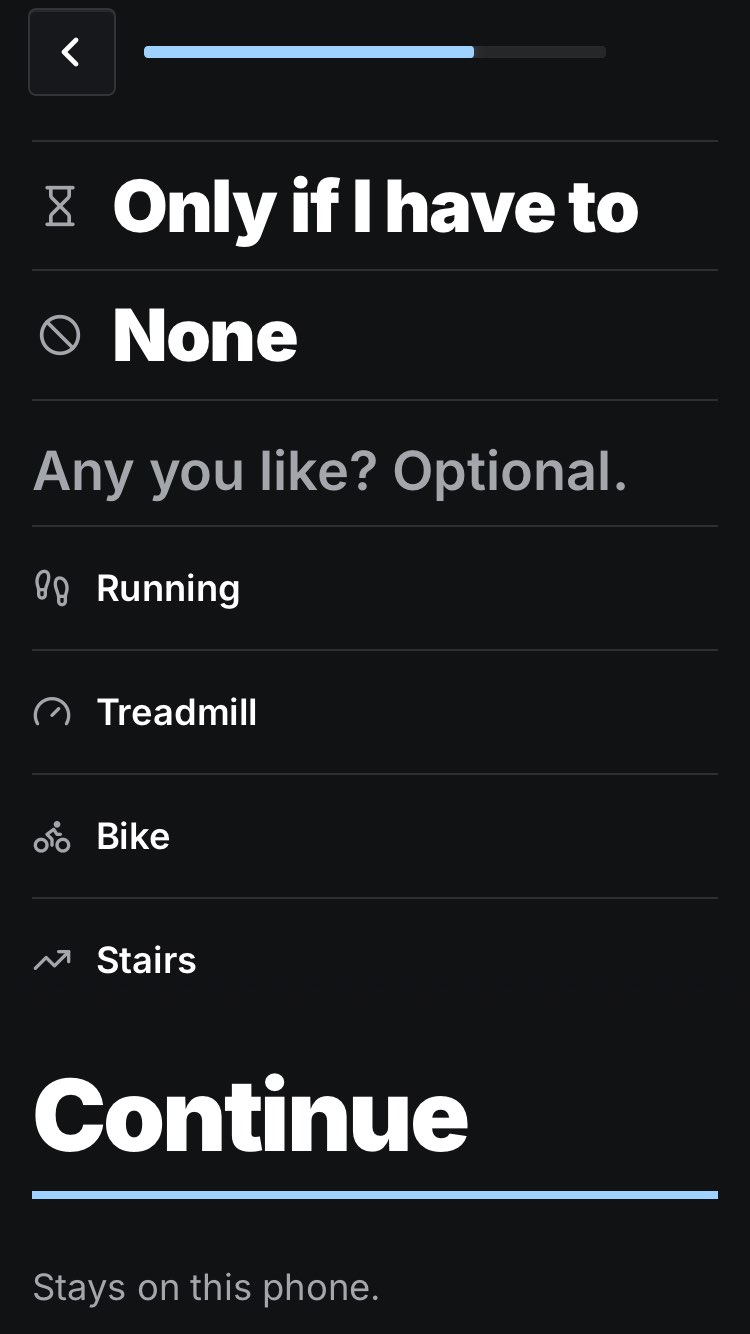 Only if I have to
None
Any you like? Optional.
Running
Treadmill
Bike
Stairs
Continue
Stays on this phone.